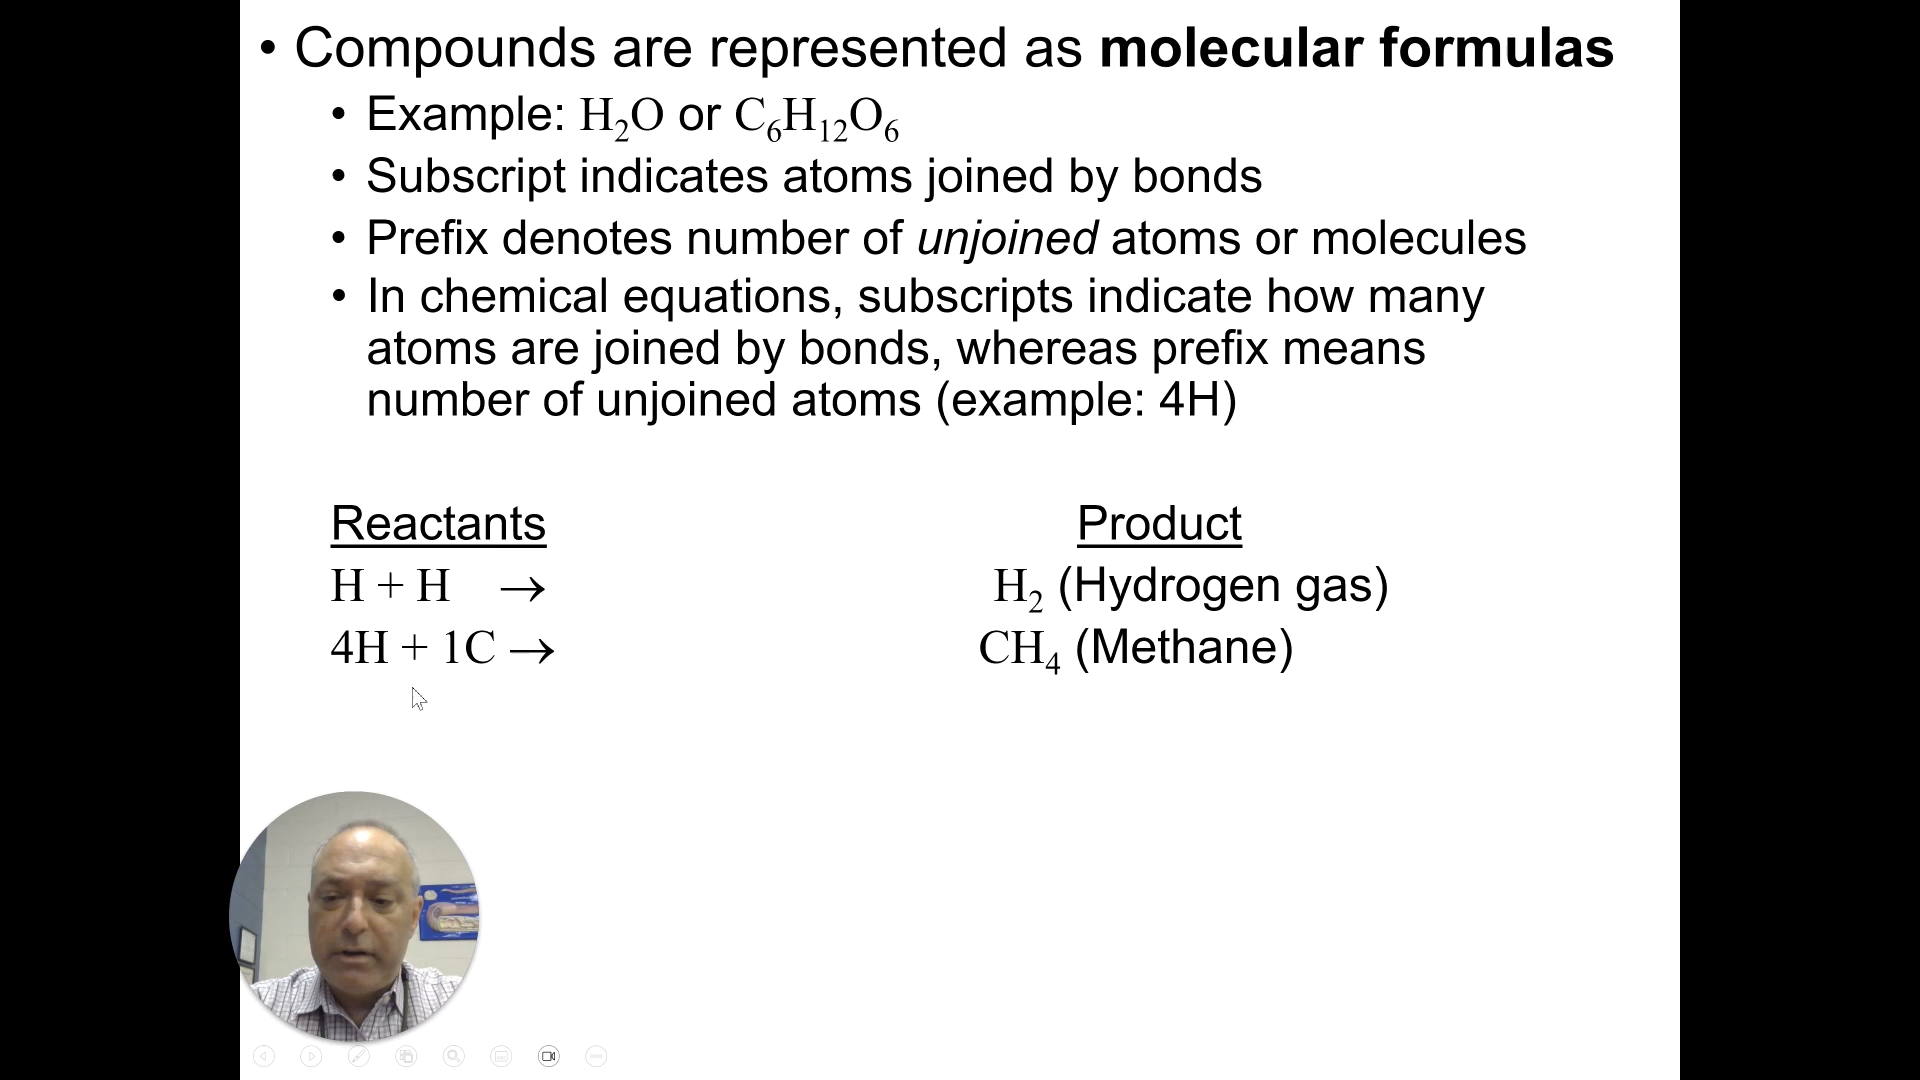 • Compounds are represented as molecular formulas
• Example: H₂O or C₆H₁₂O₆
• Subscript indicates atoms joined by bonds
• Prefix denotes number of unjoined atoms or molecules
• In chemical equations, subscripts indicate how many
atoms are joined by bonds, whereas prefix means
number of unjoined atoms (example: 4H)
Reactants Product
H + H → H₂ (Hydrogen gas)
4H + 1C → CH₄ (Methane)